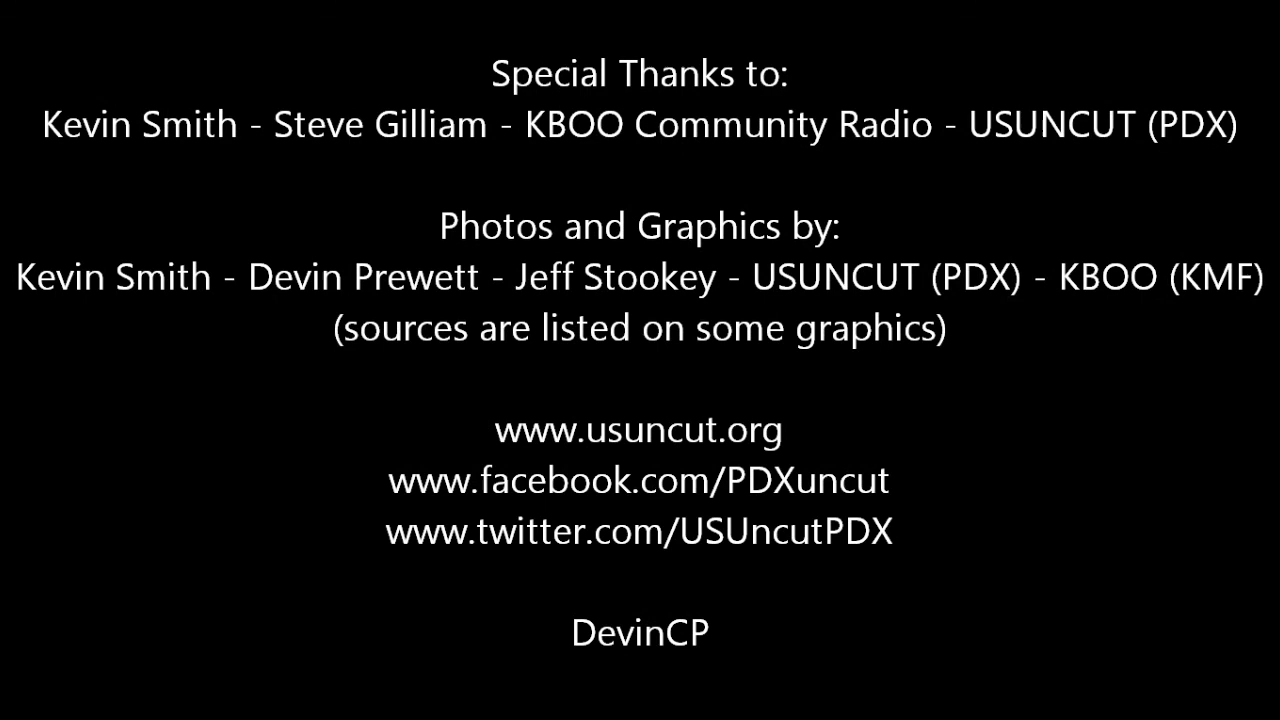 Special Thanks to:
Kevin Smith - Steve Gilliam - KBOO Community Radio - USUNCUT (PDX)
Photos and Graphics by:
Kevin Smith - Devin Prewett - Jeff Stookey - USUNCUT (PDX) - KBOO (KMF)
(sources are listed on some graphics)
www.usuncut.org
www.facebook.com/PDXuncut
www.twitter.com/USUncutPDX
DevinCP